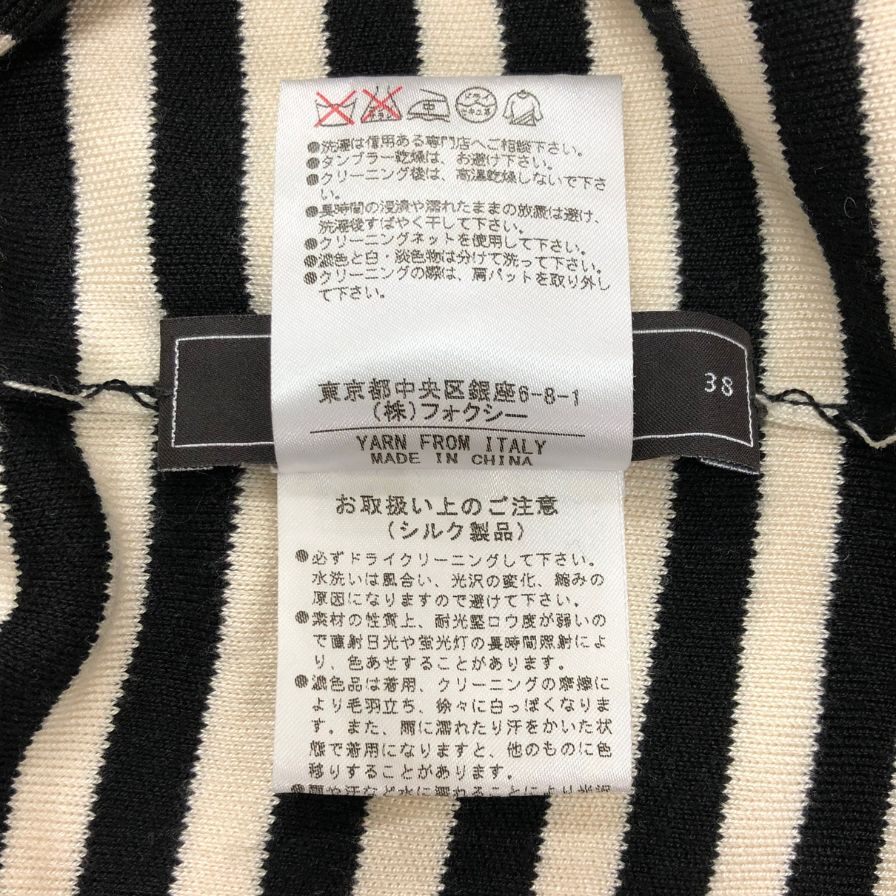 ●洗濯は信用ある専門店へご相談下さい。
●タンブラー乾燥は、お避け下さい。
●クリーニング後は、高温乾燥しないで下さ
い。
●長時間の浸漬や濡れたままの放置は避け、
洗濯後すばやく干して下さい。
●クリーニングネットを使用して下さい。
●濃色と白・淡色物は分けて洗って下さい。
●クリーニングの際は、肩パットを取り外し
て下さい。
38
東京都中央区銀座6-8-1
(株)フォクシー
YARN FROM ITALY
MADE IN CHINA
お取扱い上のご注意
(シルク製品)
●必ずドライクリーニングして下さい。
水洗いは風合い、光沢の変化、縮みの
原因になりますので避けて下さい。
●素材の性質上、耐光堅ロウ度が弱いの
で直射日光や蛍光灯の長時間照射によ
り、色あせすることがあります。
●濃色品は着用、クリーニングの摩擦に
より毛羽立ち、徐々に白っぽくなりま
す。また、雨に濡れたり汗をかいた状
態で着用になりますと、他のものに色
移りすることがあります。
●雨や汗など水に濡れることにより光沢